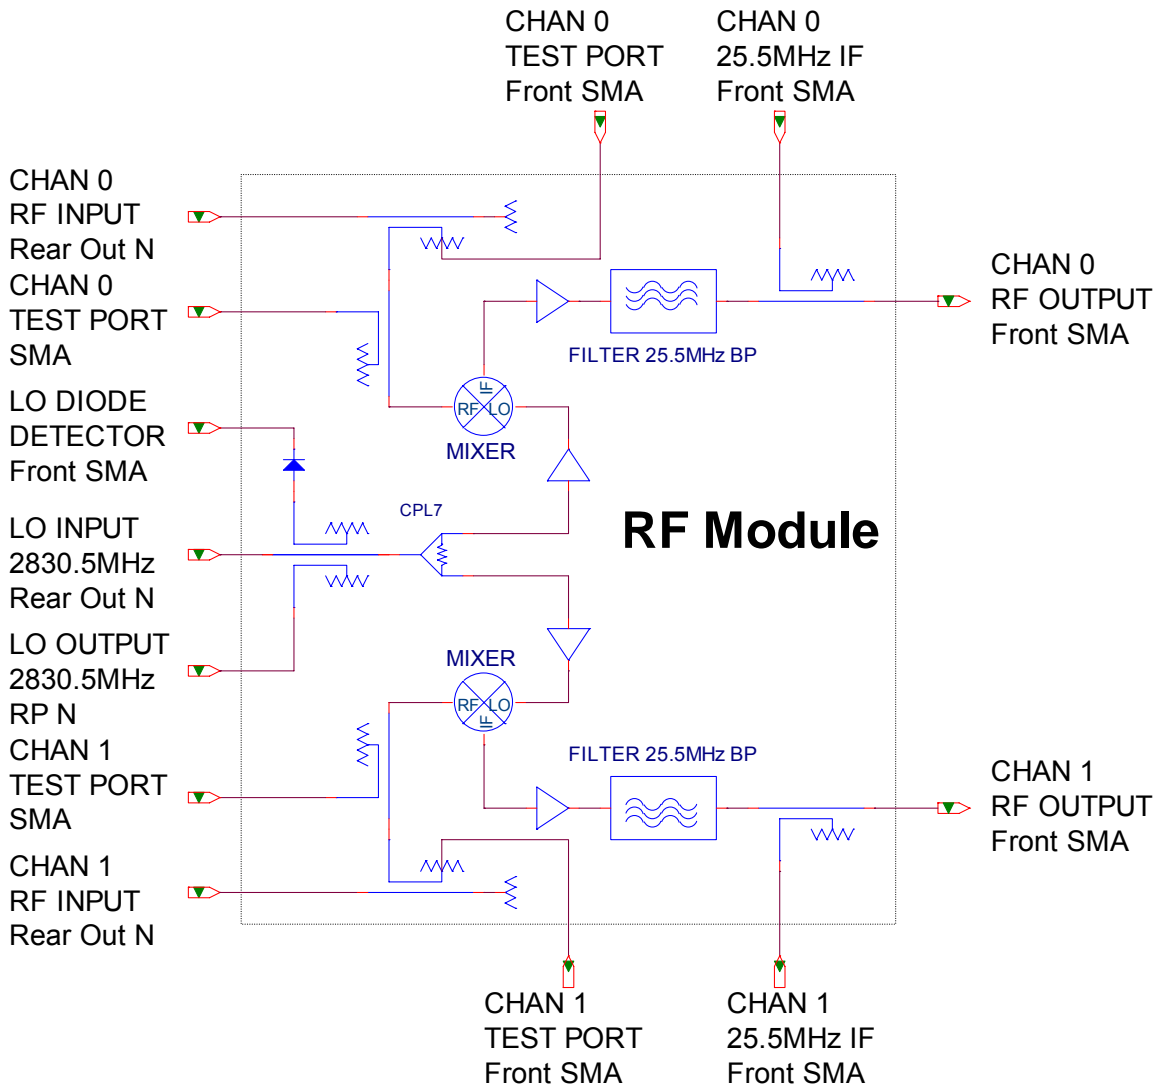 CHAN 0
TEST PORT
Front SMA
CHAN 0
25.5MHz IF
Front SMA
CHAN 0
RF INPUT
Rear Out N
CHAN 0
TEST PORT
SMA
LO DIODE
DETECTOR
Front SMA
LO INPUT
2830.5MHz
Rear Out N
LO OUTPUT
2830.5MHz
RP N
CHAN 1
TEST PORT
SMA
CHAN 1
RF INPUT
Rear Out N
FILTER 25.5MHz BP
IF
RF
LO
MIXER
CPL7
RF Module
MIXER
RF
LO
IF
FILTER 25.5MHz BP
CHAN 0
RF OUTPUT
Front SMA
CHAN 1
RF OUTPUT
Front SMA
CHAN 1
TEST PORT
Front SMA
CHAN 1
25.5MHz IF
Front SMA